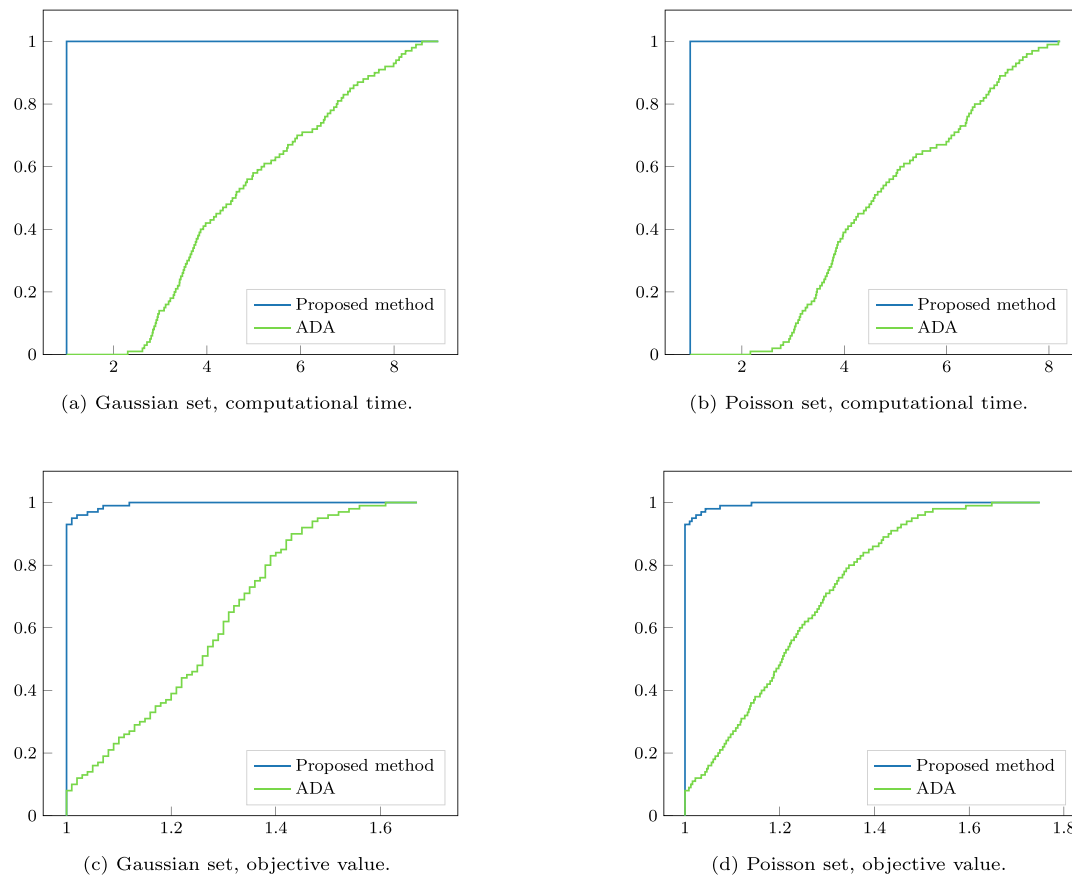 1
0.8
0.6
0.4
0.2
0
2 4 6 8
Proposed method
ADA
(a) Gaussian set, computational time.
1
0.8
0.6
0.4
0.2
0
2 4 6 8
Proposed method
ADA
(b) Poisson set, computational time.
1
0.8
0.6
0.4
0.2
0
1 1.2 1.4 1.6
Proposed method
ADA
(c) Gaussian set, objective value.
1
0.8
0.6
0.4
0.2
0
1 1.2 1.4 1.6 1.8
Proposed method
ADA
(d) Poisson set, objective value.